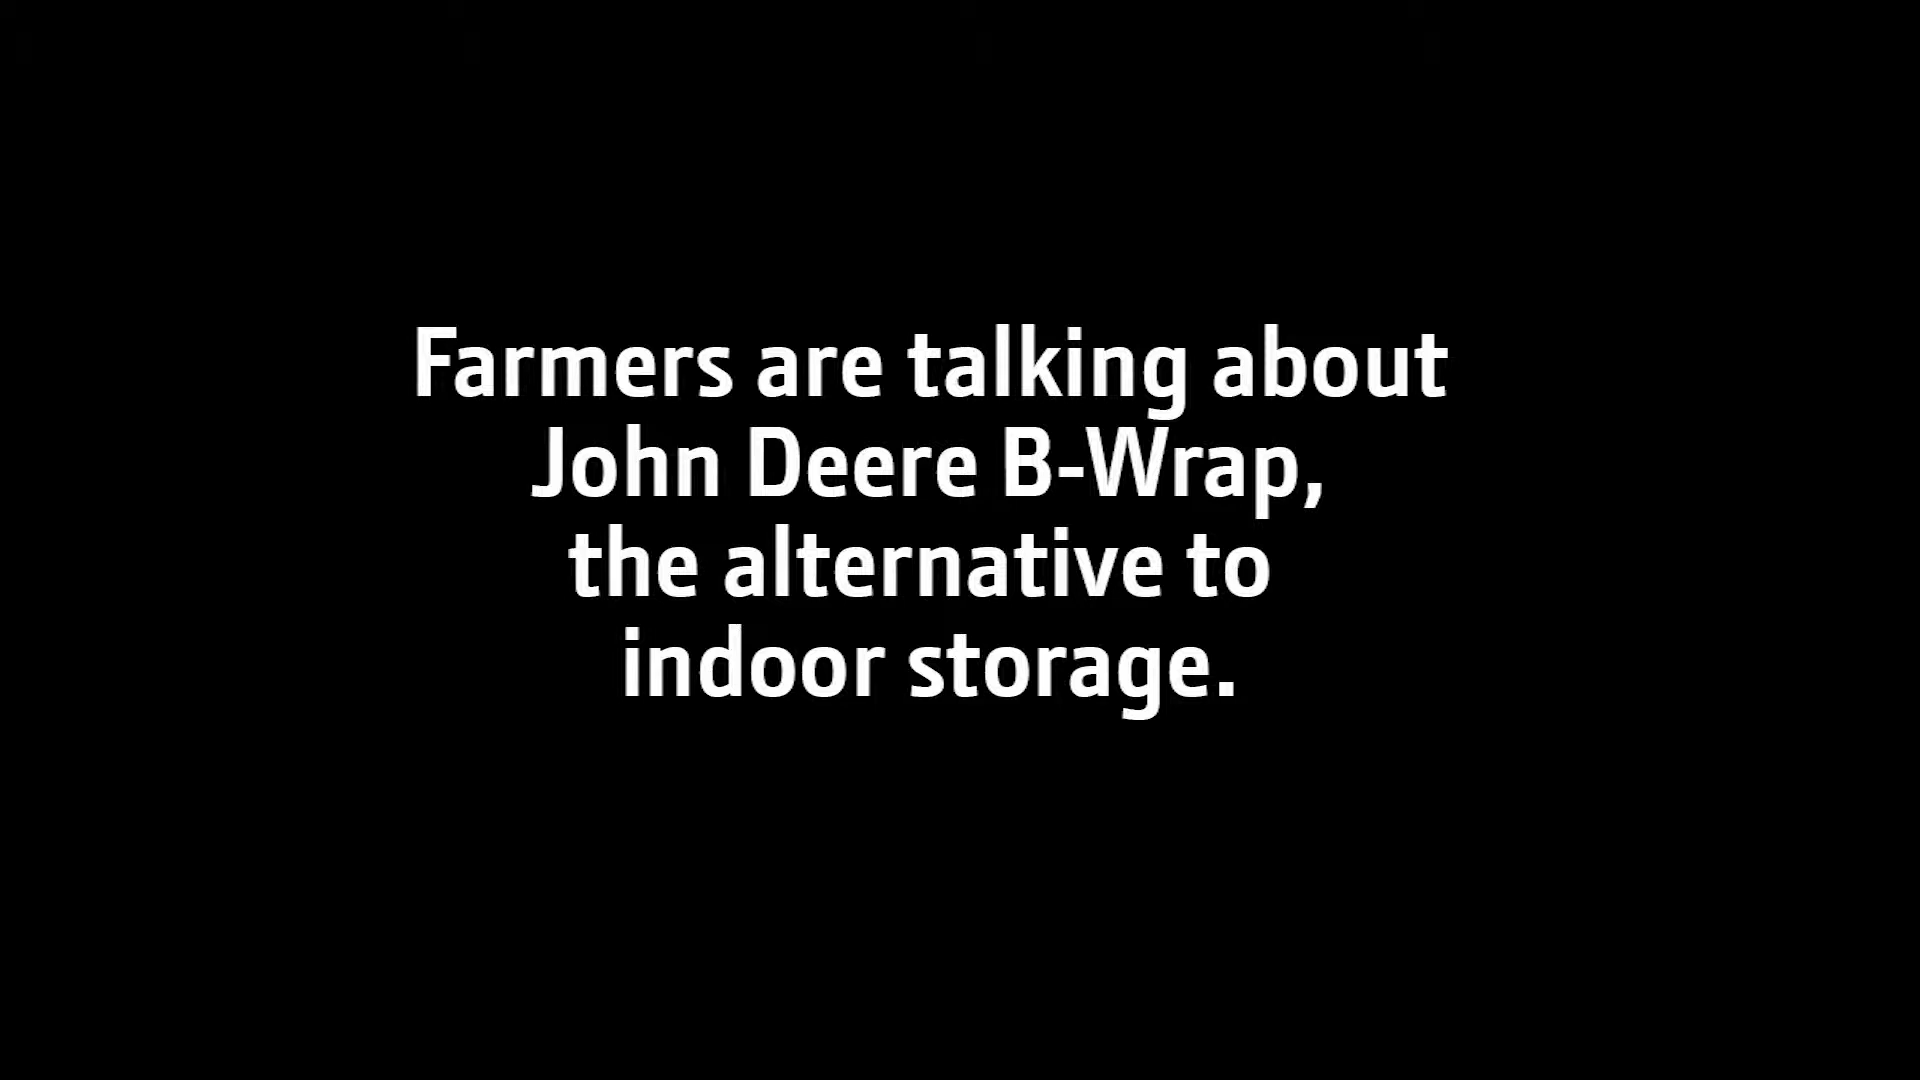 Farmers are talking about
John Deere B-Wrap,
the alternative to
indoor storage.